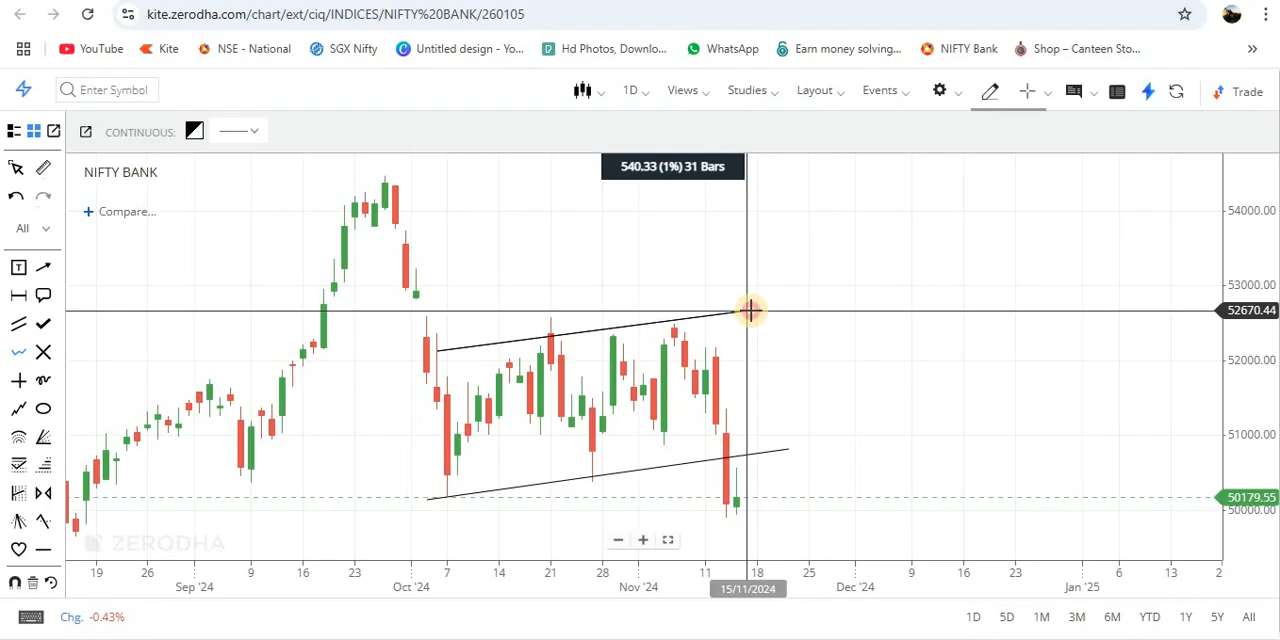 kite.zerodha.com/chart/ext/ciq/INDICES/NIFTY%20BANK/260105
YouTube Kite NSE - National SGX Nifty Untitled design - Yo... Hd Photos, Downlo... WhatsApp Earn money solving... NIFTY Bank Shop – Canteen Sto...
Enter Symbol 1D Views Studies Layout Events Trade
CONTINUOUS:
540.33 (1%) 31 Bars
NIFTY BANK
Compare...
All
T
54000.00
53000.00
52670.44
52000.00
51000.00
50179.55
50000.00
ZERODHA
19 26 9 16 23 7 14 21 28 11 18 25 9 16 23 6 13 2
Sep '24 Oct '24 Nov '24 15/11/2024 Dec '24 Jan '25
Chg. -0.43% 1D 5D 1M 3M 6M YTD 1Y 5Y All